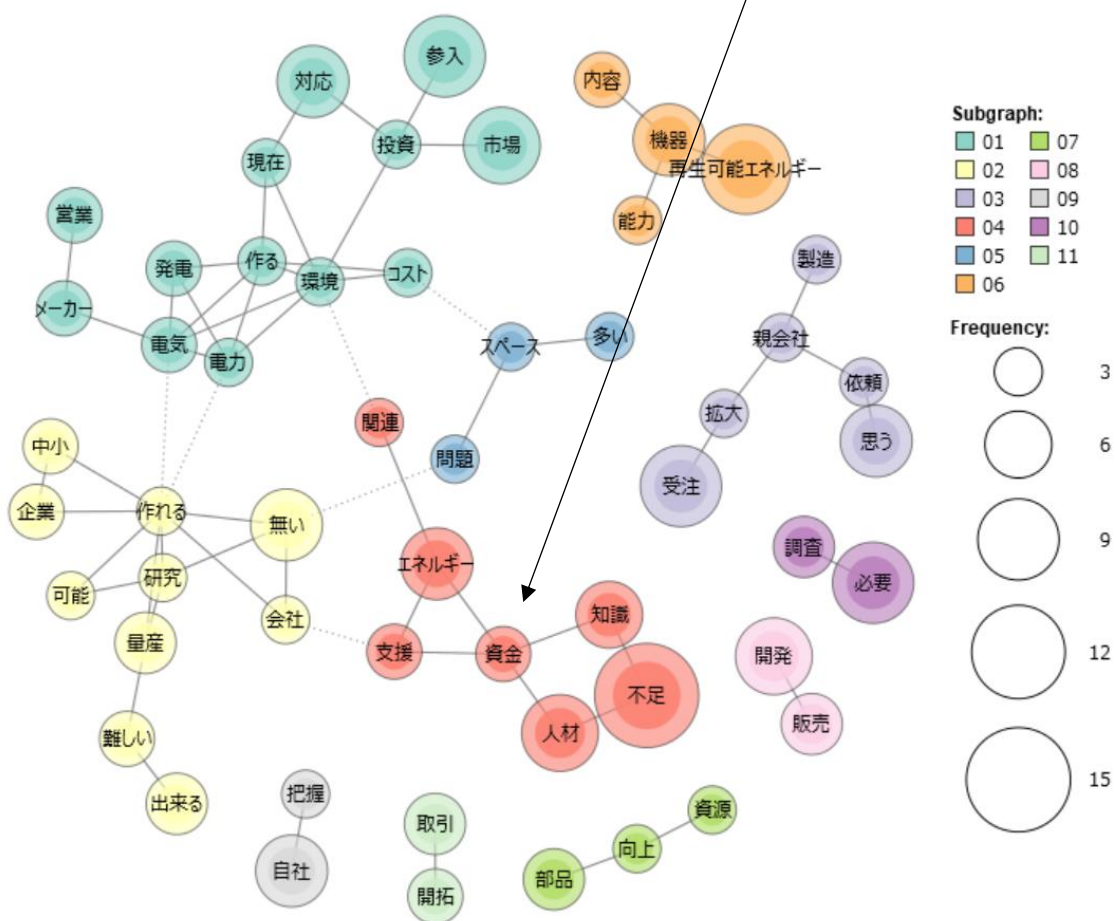 参入
対応
内容
投資
市場
機器
現在
再生可能エネルギー
営業
能力
発電
作る
環境
コスト
製造
メーカー
電気
電力
スペース
多い
親会社
依頼
関連
拡大
思う
中小
問題
受注
企業
作れる
無い
調査
エネルギー
研究
可能
必要
会社
知識
量産
支援
資金
開発
不足
人材
販売
難しい
出来る
把握
取引
資源
向上
自社
部品
開拓
Subgraph:
01 07
02 08
03 09
04 10
05 11
06
Frequency:
3
6
9
12
15